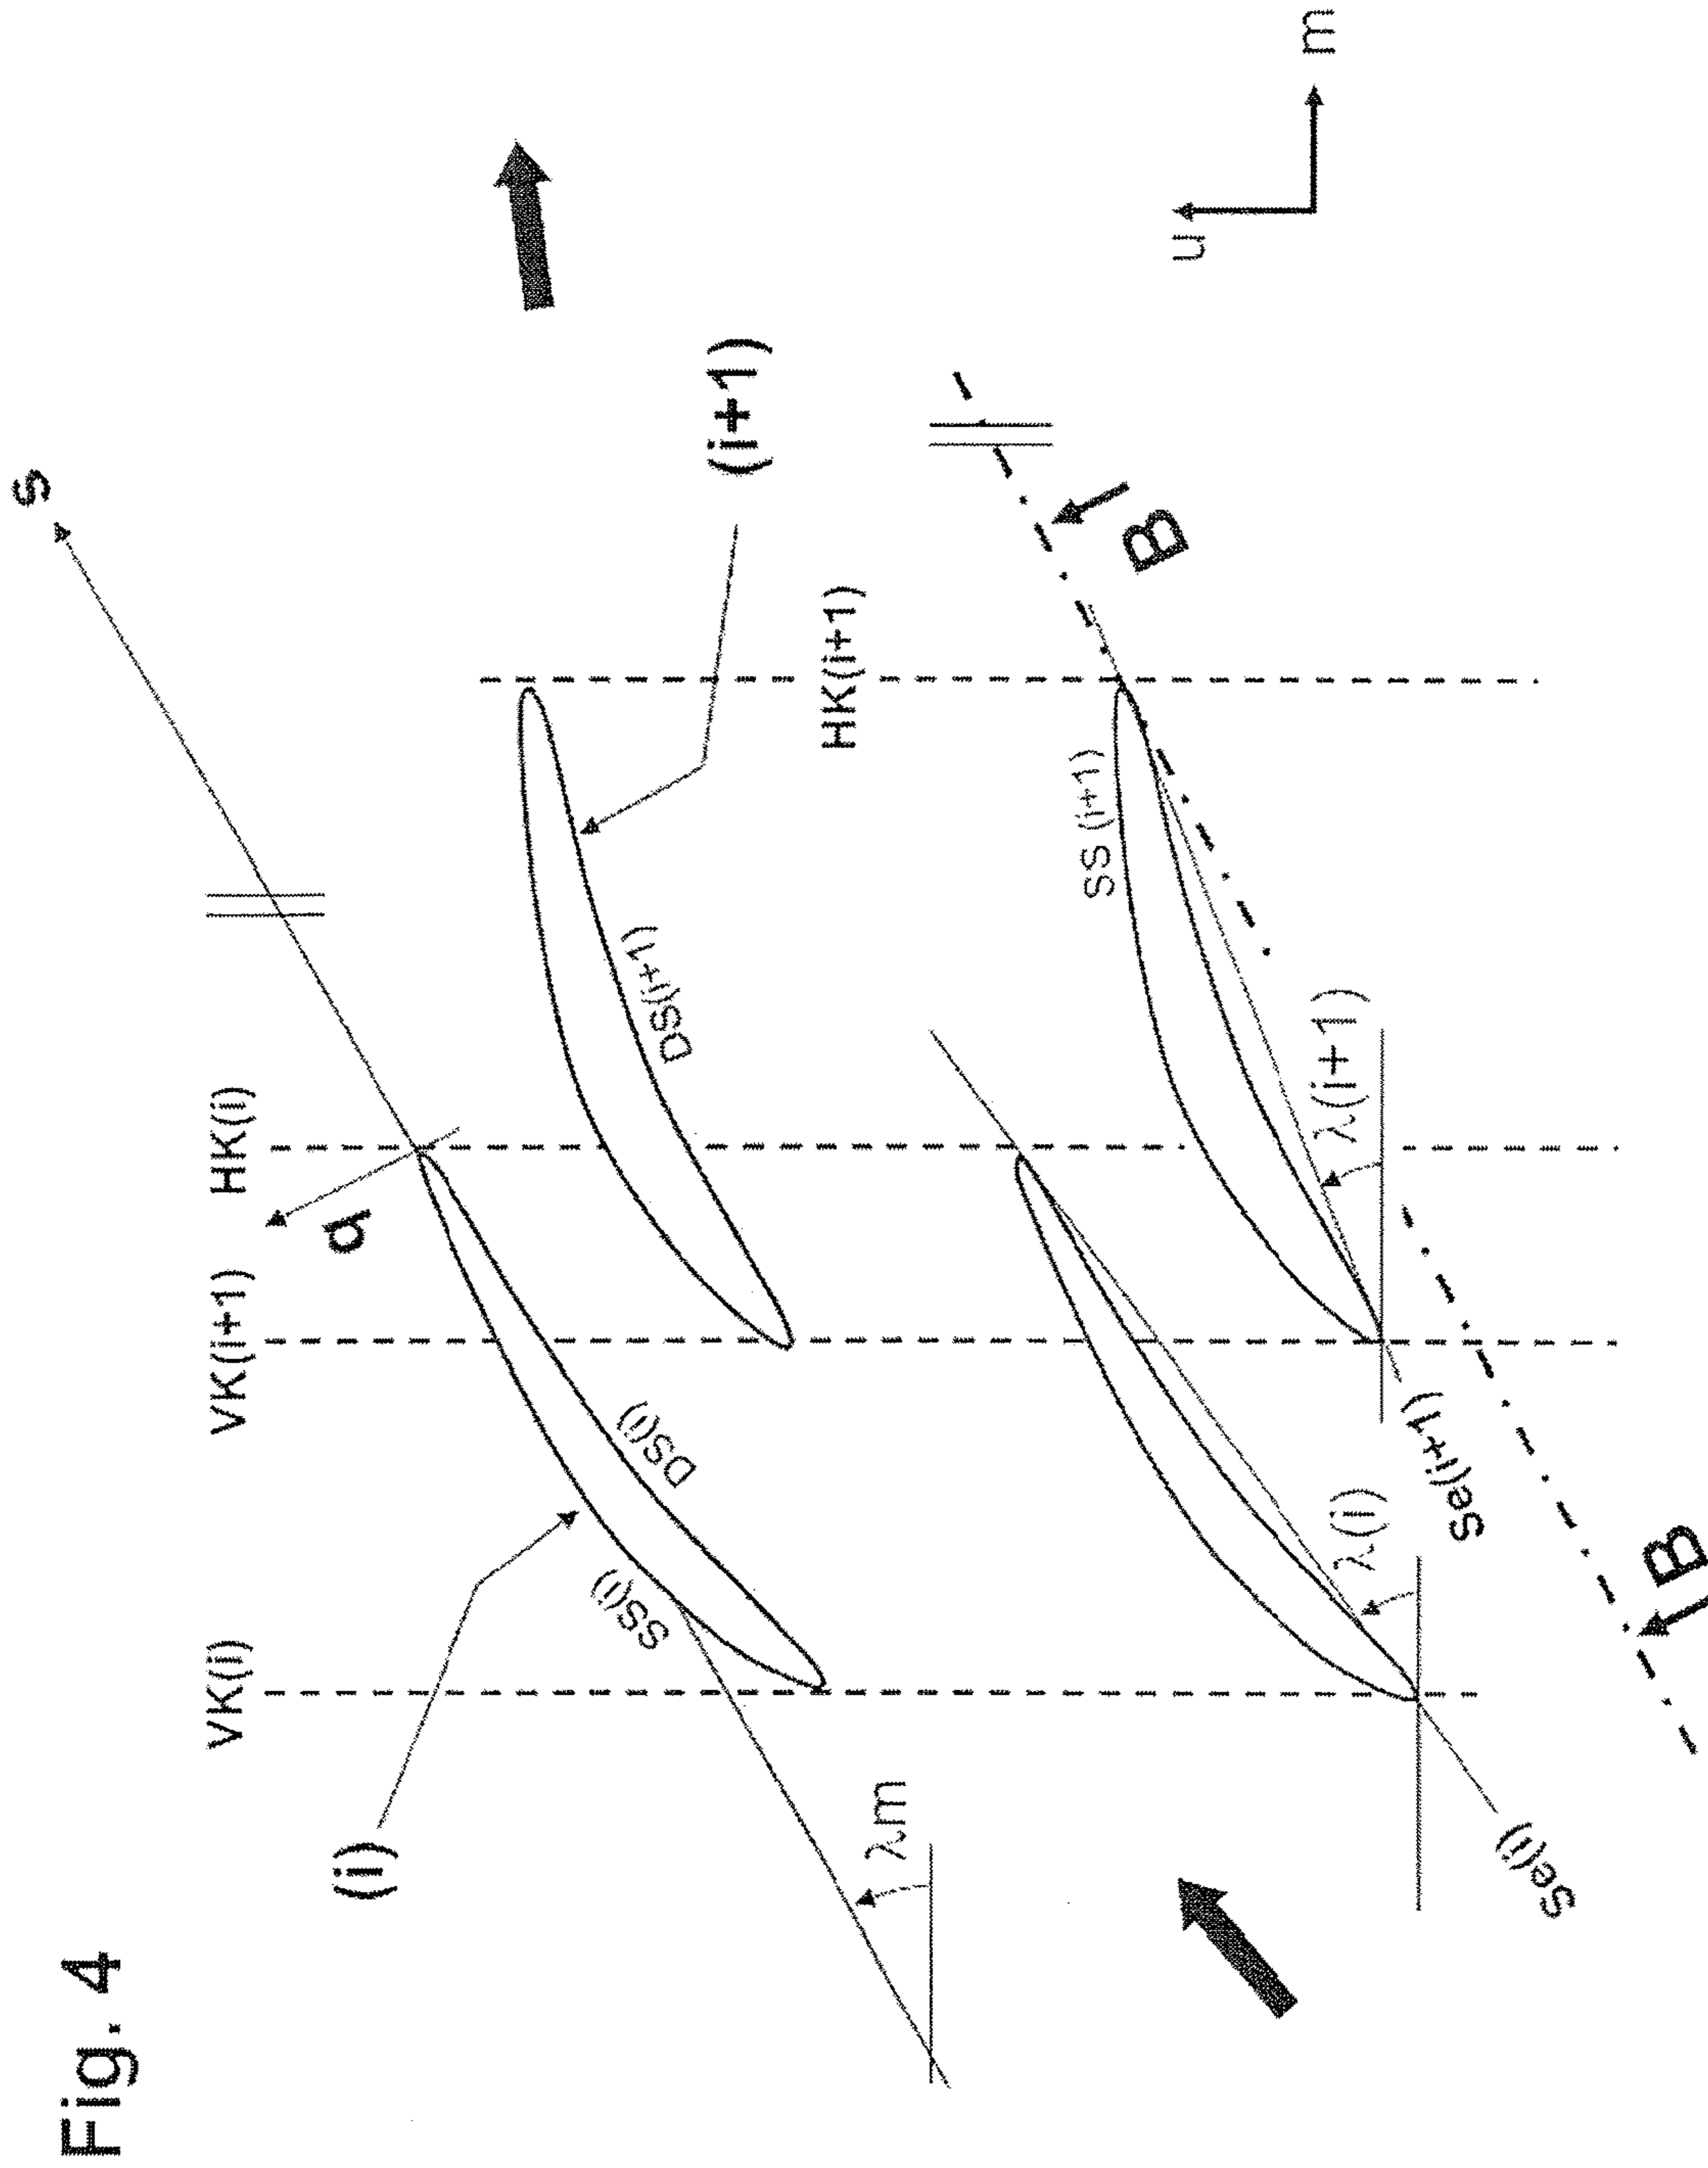 Fig. 4
VK(i)
VK(i+1)
HK(i)
s
(i)
q
SS(i)
DS(i)
DS(i+1)
(i+1)
HK(i+1)
λm
SS (i+1)
B
λ(i)
λ(i+1)
Se(i)
Se(i+1)
B
u
m